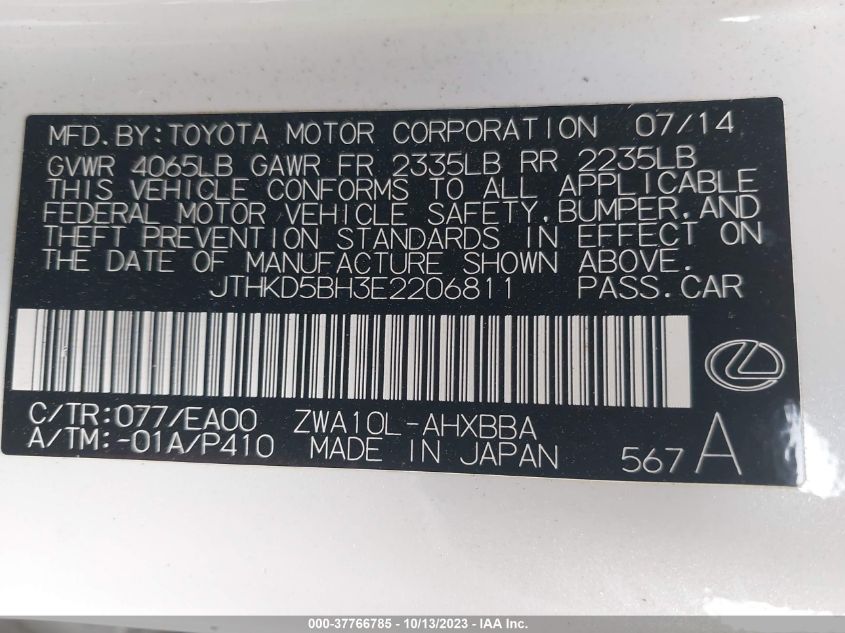 MFD.BY:TOYOTA MOTOR CORPORATION 07/14
GVWR 4065LB GAWR FR 2335LB RR 2235LB
THIS VEHICLE CONFORMS TO ALL APPLICABLE
FEDERAL MOTOR VEHICLE SAFETY,BUMPER,AND
THEFT PREVENTION STANDARDS IN EFFECT ON
THE DATE OF MANUFACTURE SHOWN ABOVE.
JTHKD5BH3E2206811 PASS.CAR
C/TR:077/EA00 ZWA10L-AHXBBA
A/TM:-01A/P410 MADE IN JAPAN 567 A
000-37766785 - 10/13/2023 - IAA Inc.